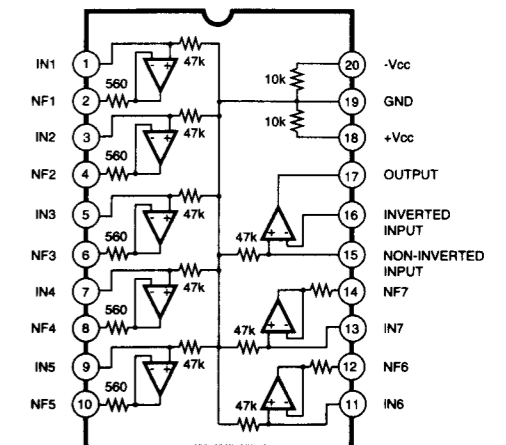 IN1 1 47k 10k 20 -Vcc
560
NF1 2 19 GND
IN2 3 47k 10k 18 +Vcc
560
NF2 4 17 OUTPUT
IN3 5 47k 16 INVERTED INPUT
560 47k
NF3 6 15 NON-INVERTED INPUT
IN4 7 47k 14 NF7
560
NF4 8 47k 13 IN7
IN5 9 47k 12 NF6
560
NF5 10 47k 11 IN6
- +
- +
- +
- +
- +
+ -
+ -
+ -